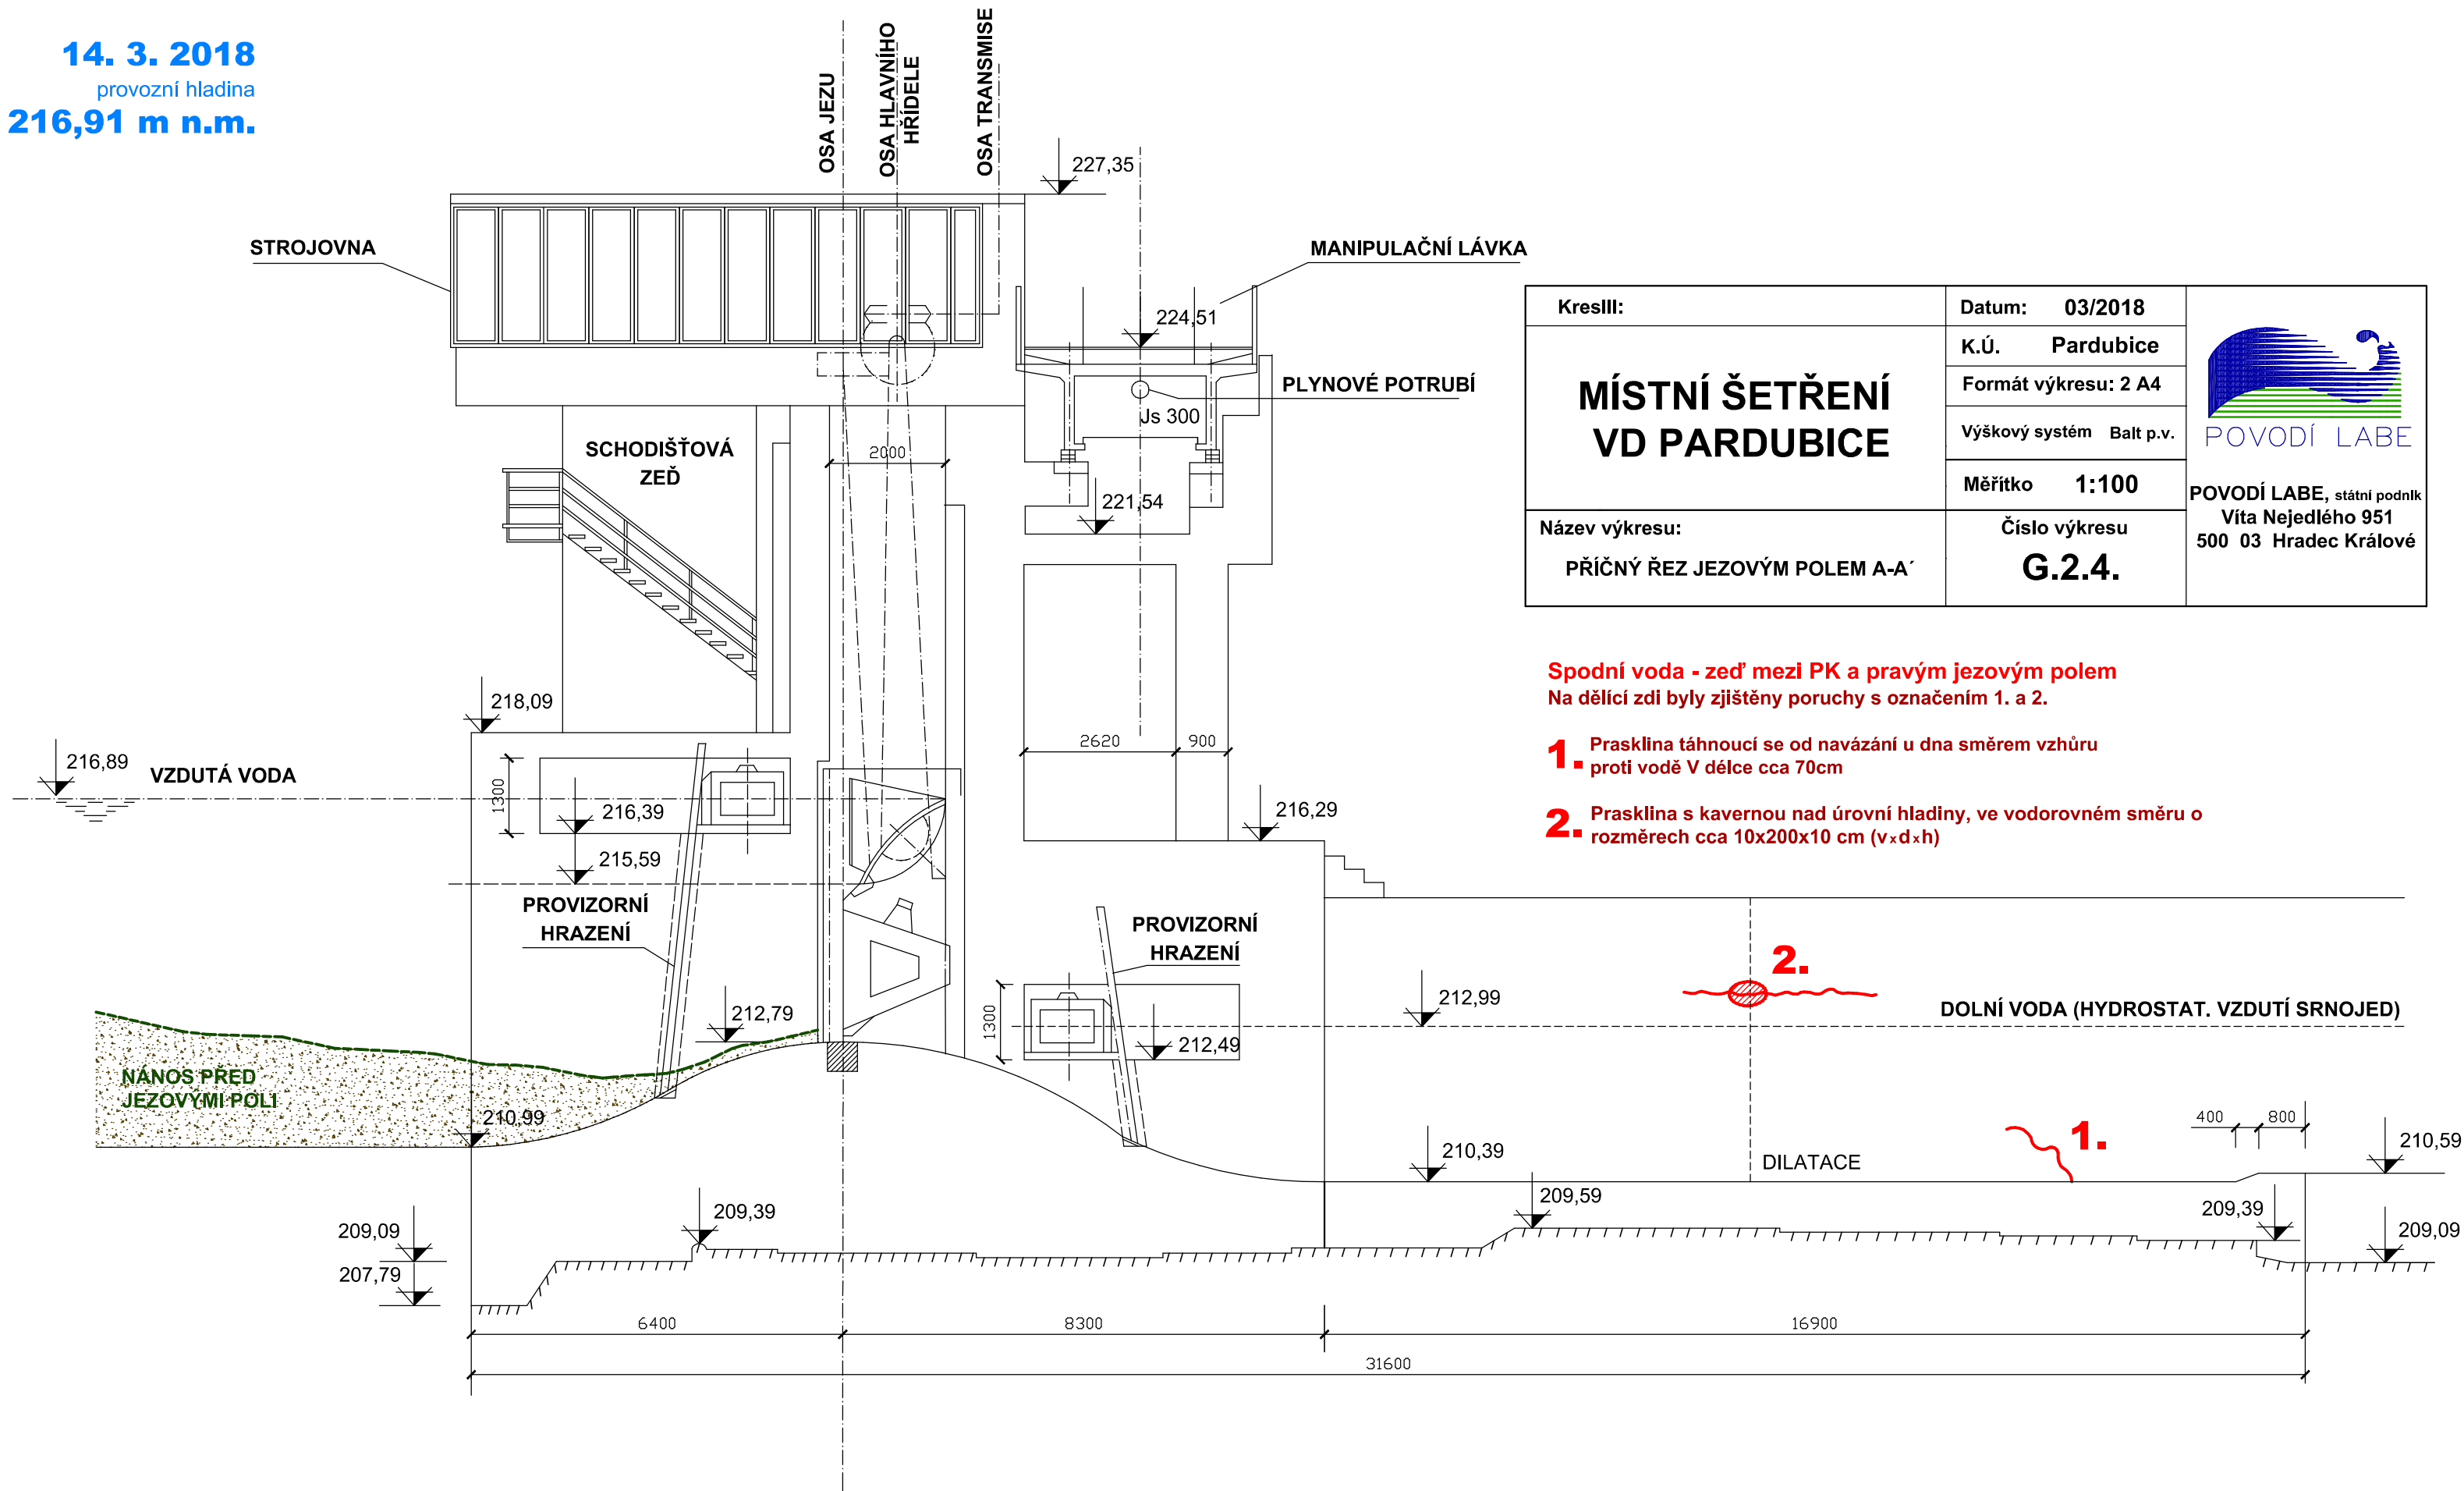 14. 3. 2018
provozní hladina
216,91 m n.m.
OSA JEZU
OSA HLAVNÍHO
HŘÍDELE
OSA TRANSMISE
227,35
STROJOVNA
MANIPULAČNÍ LÁVKA
224,51
PLYNOVÉ POTRUBÍ
Js 300
SCHODIŠŤOVÁ
ZEĎ
2000
221,54
KreslIl:
Datum: 03/2018
K.Ú. Pardubice
Formát výkresu: 2 A4
Výškový systém Balt p.v.
Měřítko 1:100
MÍSTNÍ ŠETŘENÍ
VD PARDUBICE
Název výkresu:
PŘÍČNÝ ŘEZ JEZOVÝM POLEM A-A´
Číslo výkresu
G.2.4.
POVODÍ LABE
POVODÍ LABE, státní podnik
Víta Nejedlého 951
500 03 Hradec Králové
Spodní voda - zeď mezi PK a pravým jezovým polem
Na dělící zdi byly zjištěny poruchy s označením 1. a 2.
1. Prasklina táhnoucí se od navázání u dna směrem vzhůru
proti vodě V délce cca 70cm
2. Prasklina s kavernou nad úrovní hladiny, ve vodorovném směru o
rozměrech cca 10x200x10 cm (vxdxh)
218,09
2620
900
216,89
VZDUTÁ VODA
1300
216,39
216,29
215,59
PROVIZORNÍ
HRAZENÍ
PROVIZORNÍ
HRAZENÍ
2.
212,79
1300
212,99
212,49
DOLNÍ VODA (HYDROSTAT. VZDUTÍ SRNOJED)
NÁNOS PŘED
JEZOVÝMI POLI
210,99
400
800
1.
210,39
DILATACE
210,59
209,09
209,39
209,59
209,39
209,09
207,79
6400
8300
16900
31600